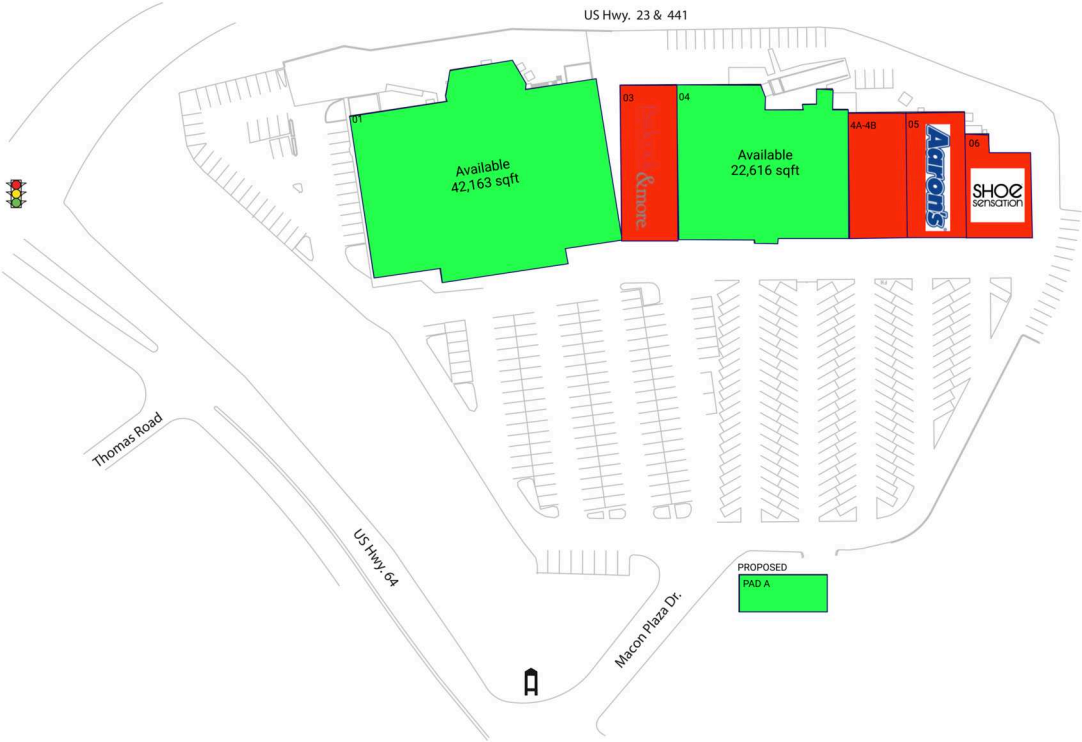 US Hwy. 23 & 441
01
Available
42,163 sqft
03
&more
04
Available
22,616 sqft
4A-4B
05
Aaron's
06
SHOE
sensation
Thomas Road
US Hwy. 64
Macon Plaza Dr.
PROPOSED
PAD A